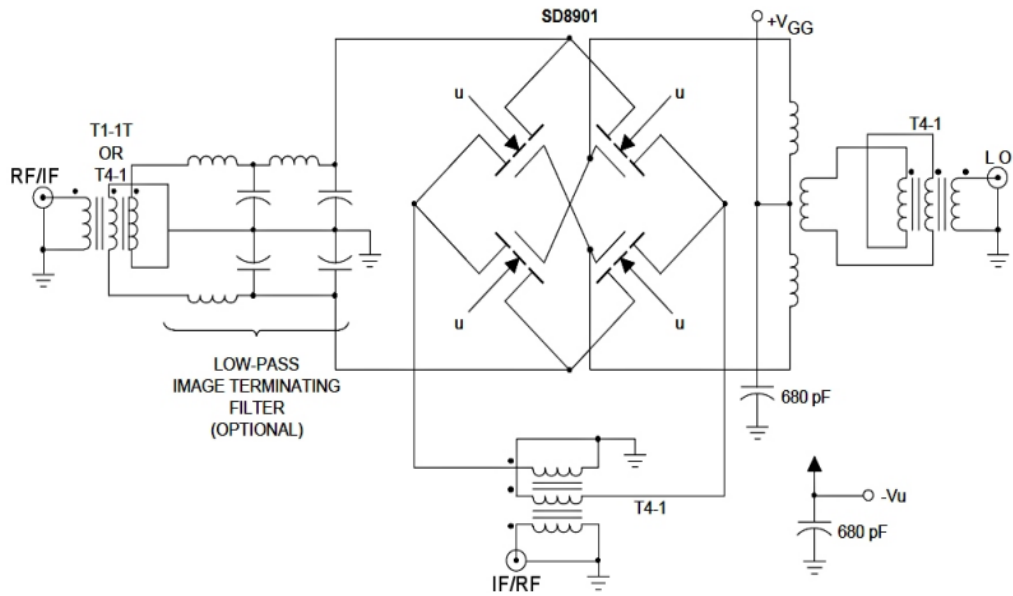 SD8901
+VGG
u
u
T1-1T
OR
T4-1
T4-1
RF/IF
LO
u
u
LOW-PASS
IMAGE TERMINATING
FILTER
(OPTIONAL)
680 pF
T4-1
-Vu
680 pF
IF/RF